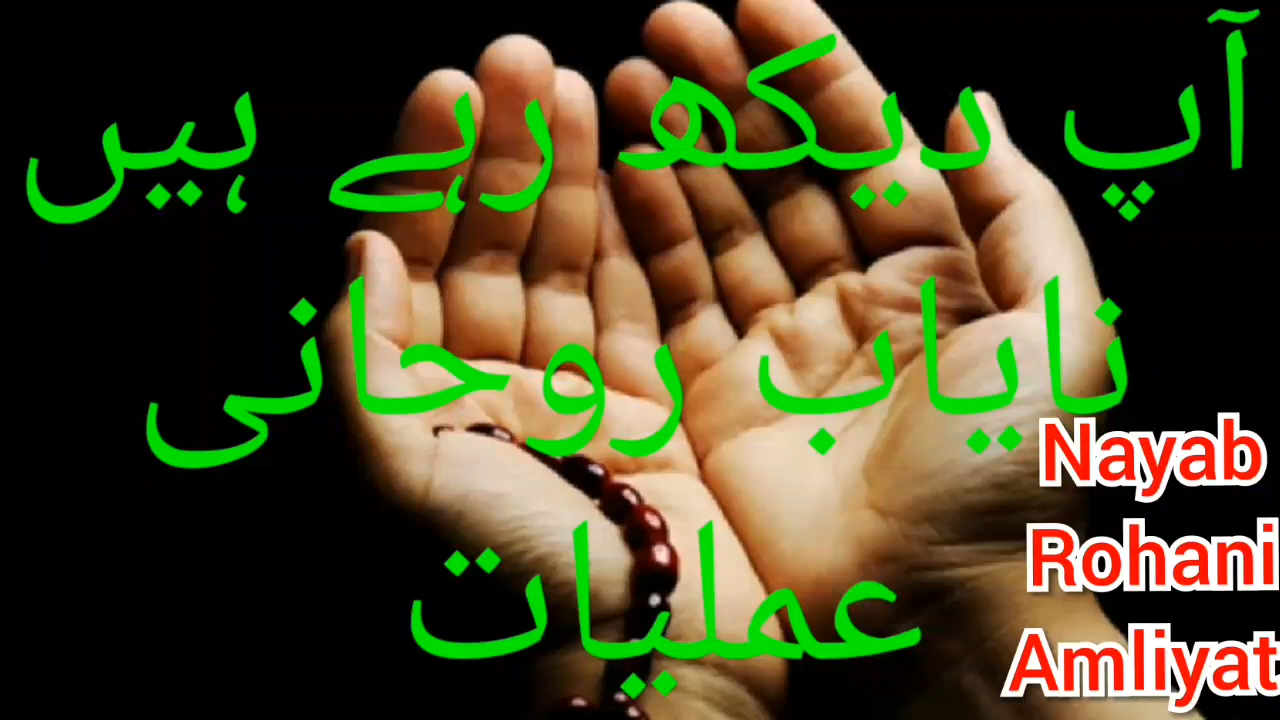 آپ دیکھ رہے ہیں
نایاب روحانی
عملیات
Nayab
Rohani
Amliyat